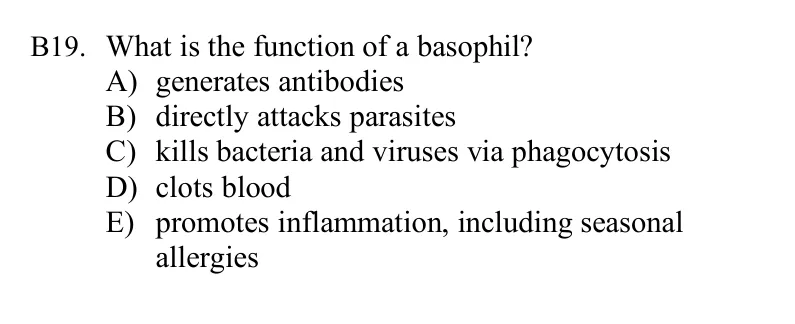 B19. What is the function of a basophil?
A) generates antibodies
B) directly attacks parasites
C) kills bacteria and viruses via phagocytosis
D) clots blood
E) promotes inflammation, including seasonal
allergies